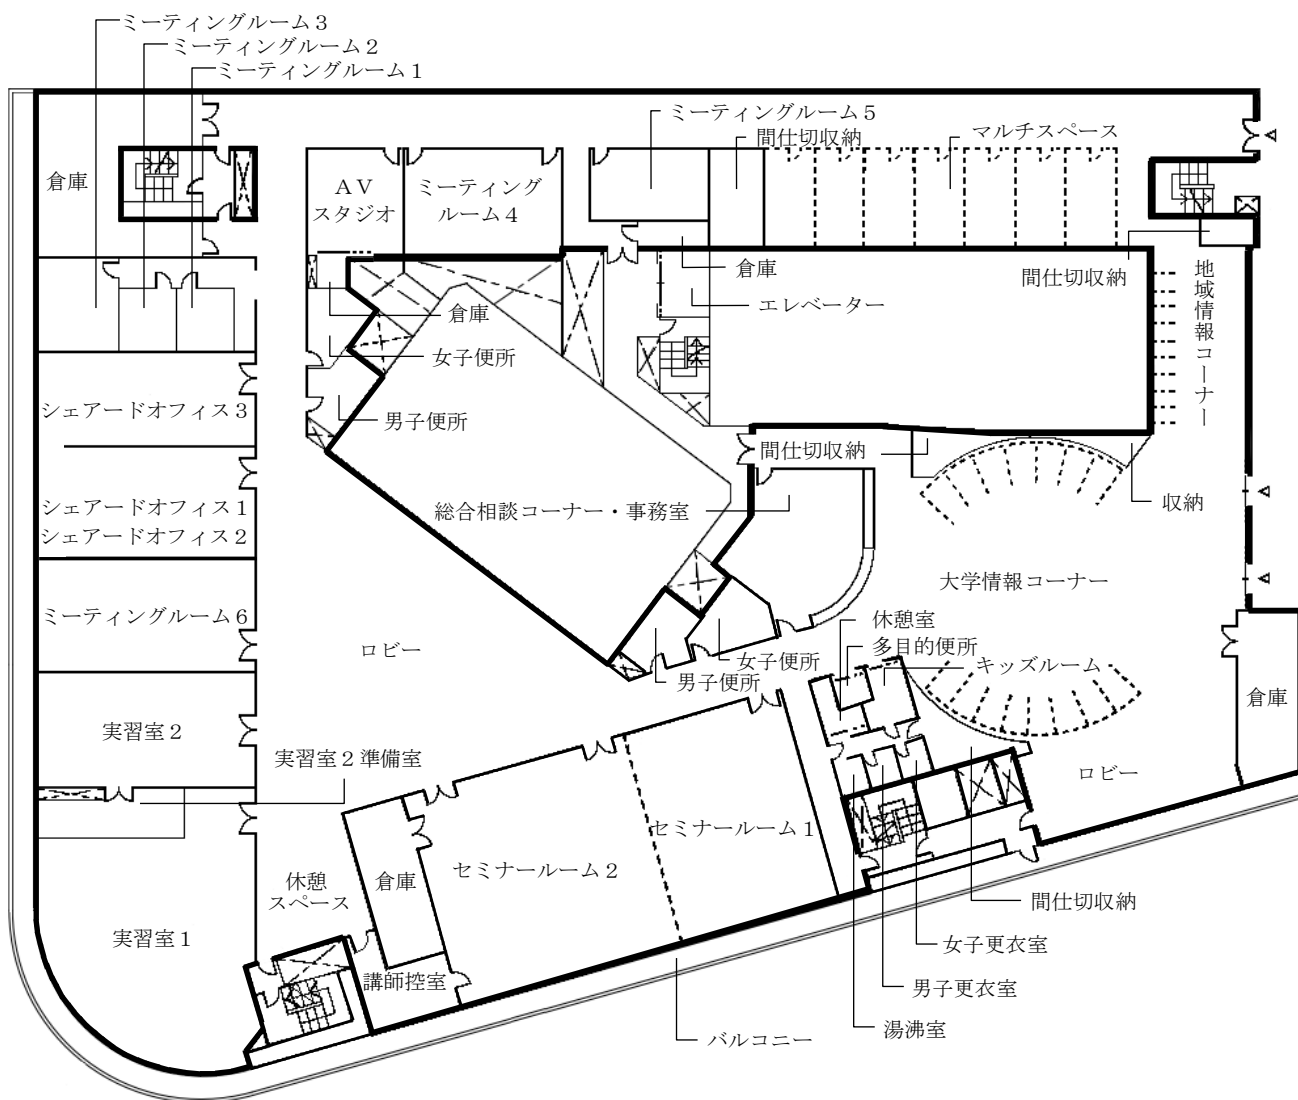 ミーティングルーム３
ミーティングルーム２
ミーティングルーム１
ミーティングルーム５
間仕切収納
マルチスペース
倉庫
ＡＶ
スタジオ
ミーティング
ルーム４
倉庫
間仕切収納
地域情報コーナー
エレベーター
倉庫
女子便所
シェアードオフィス３
男子便所
間仕切収納
収納
シェアードオフィス１
シェアードオフィス２
総合相談コーナー・事務室
大学情報コーナー
ミーティングルーム６
ロビー
休憩室
多目的便所
キッズルーム
女子便所
男子便所
倉庫
実習室２
実習室２準備室
ロビー
セミナールーム１
セミナールーム２
休憩
スペース
倉庫
間仕切収納
実習室１
女子更衣室
講師控室
男子更衣室
湯沸室
バルコニー